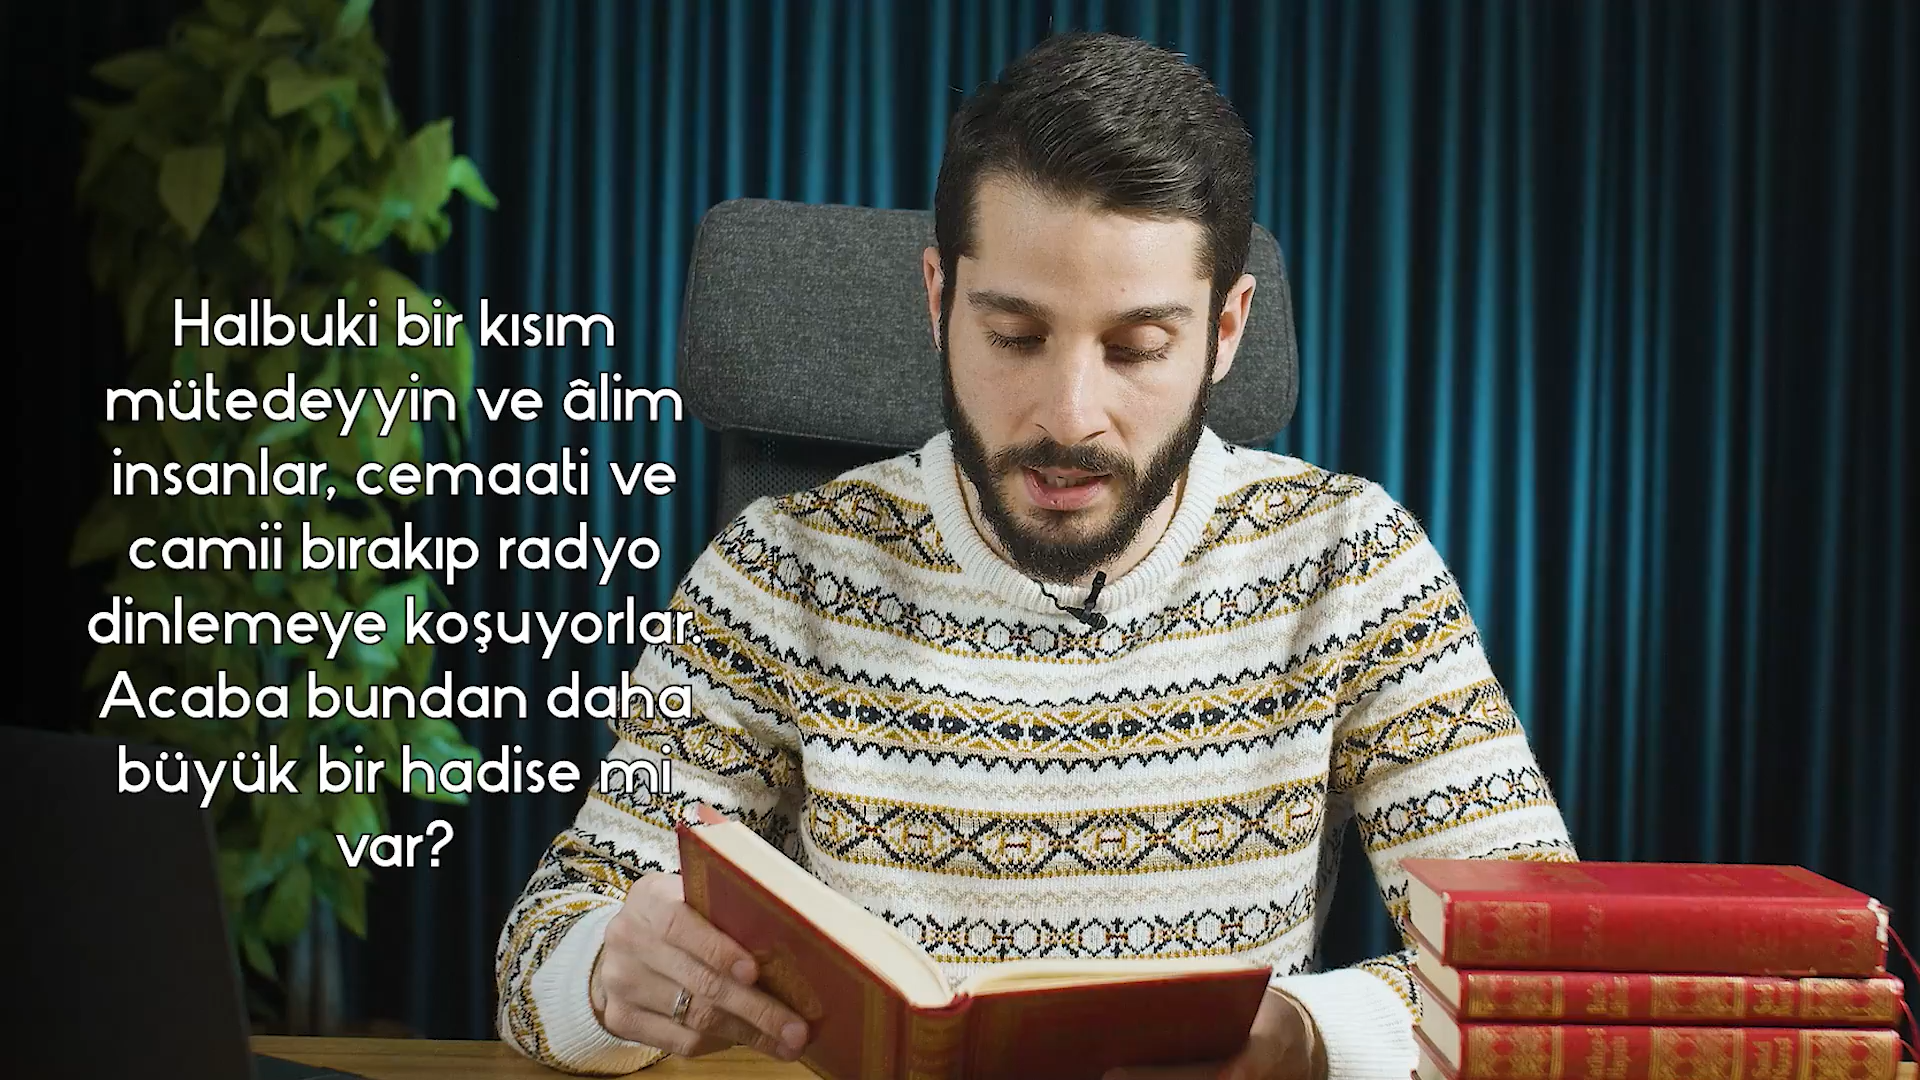 Halbuki bir kısım
mütedeyyin ve âlim
insanlar, cemaati ve
camii bırakıp radyo
dinlemeye koşuyorlar.
Acaba bundan daha
büyük bir hadise mi
var?